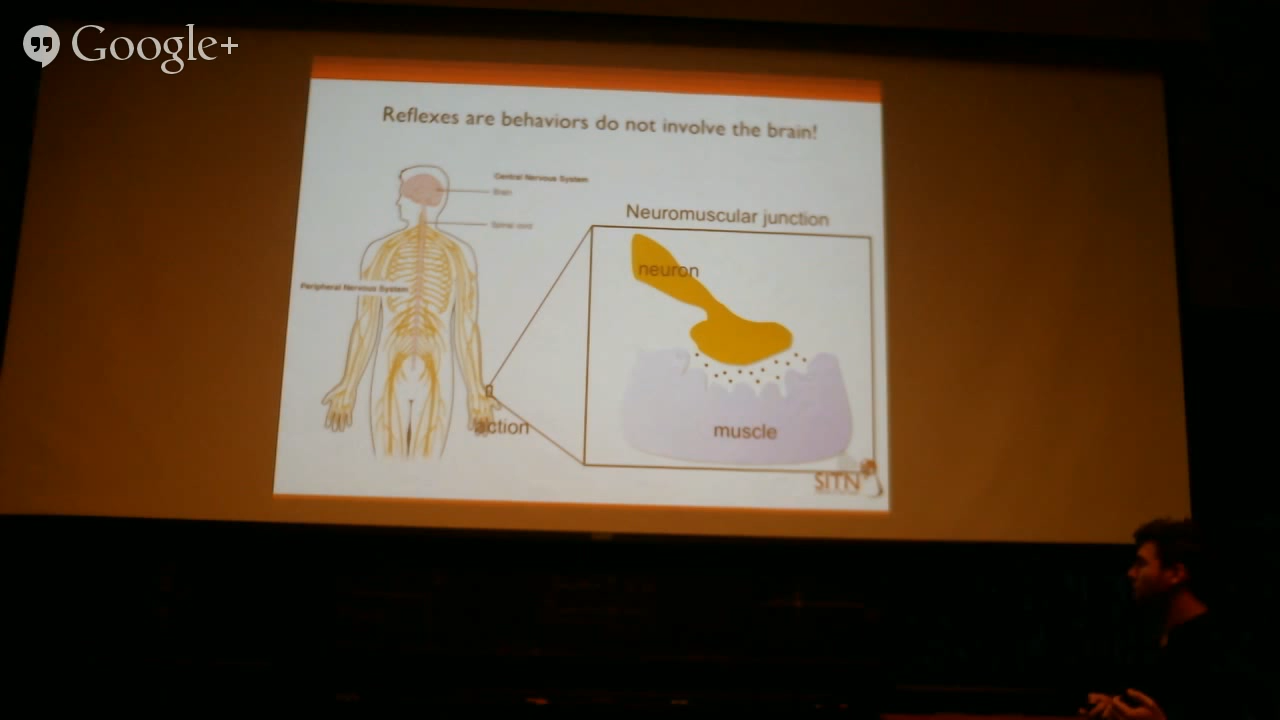 Google+
Reflexes are behaviors do not involve the brain!
Central Nervous System
Brain
Spinal cord
Neuromuscular junction
neuron
Peripheral Nervous System
action
muscle
SITN